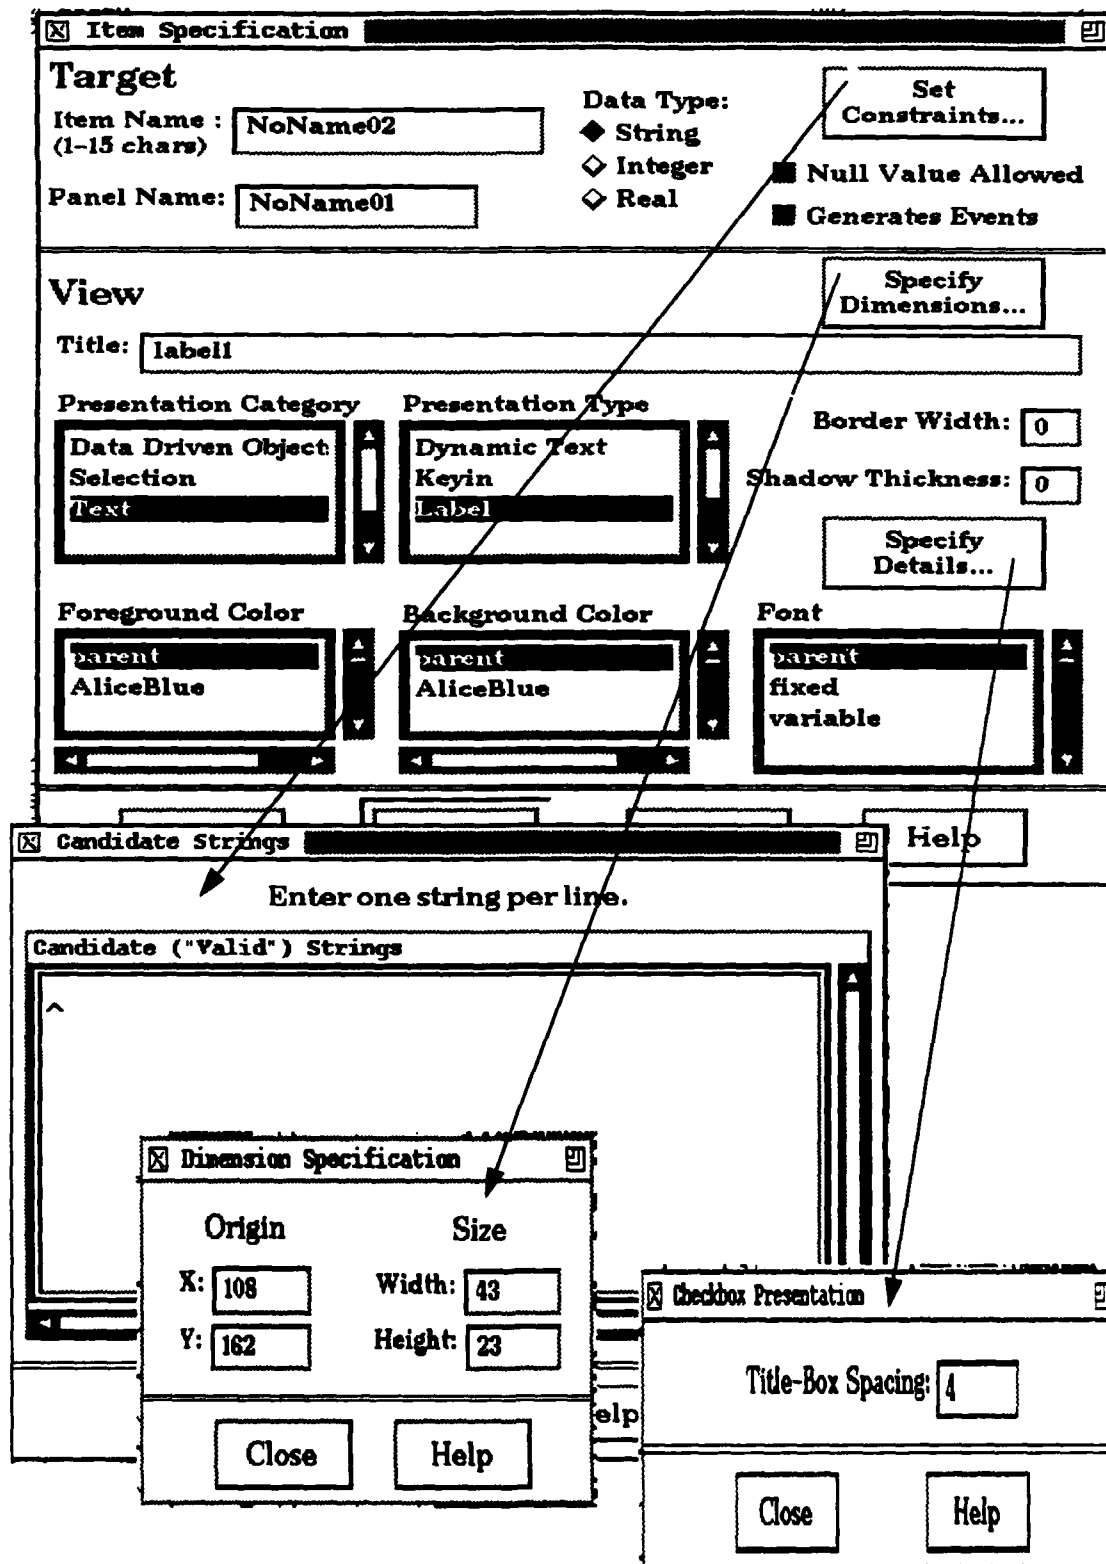 Item Specification
Target
Item Name :
(1-15 chars)
NoName02
Panel Name:
NoName01
Data Type:
String
Integer
Real
Set
Constraints...
Null Value Allowed
Generates Events
View
Specify
Dimensions...
Title:
label1
Presentation Category
Data Driven Object
Selection
Text
Presentation Type
Dynamic Text
Keyin
Label
Border Width: 0
Shadow Thickness: 0
Specify
Details...
Foreground Color
parent
AliceBlue
Background Color
parent
AliceBlue
Font
parent
fixed
variable
Help
Candidate Strings
Enter one string per line.
Candidate ("Valid") Strings
^
Dimension Specification
Origin
X: 108
Y: 162
Size
Width: 43
Height: 23
Close
Help
elp
Checkbox Presentation
Title-Box Spacing: 4
Close
Help